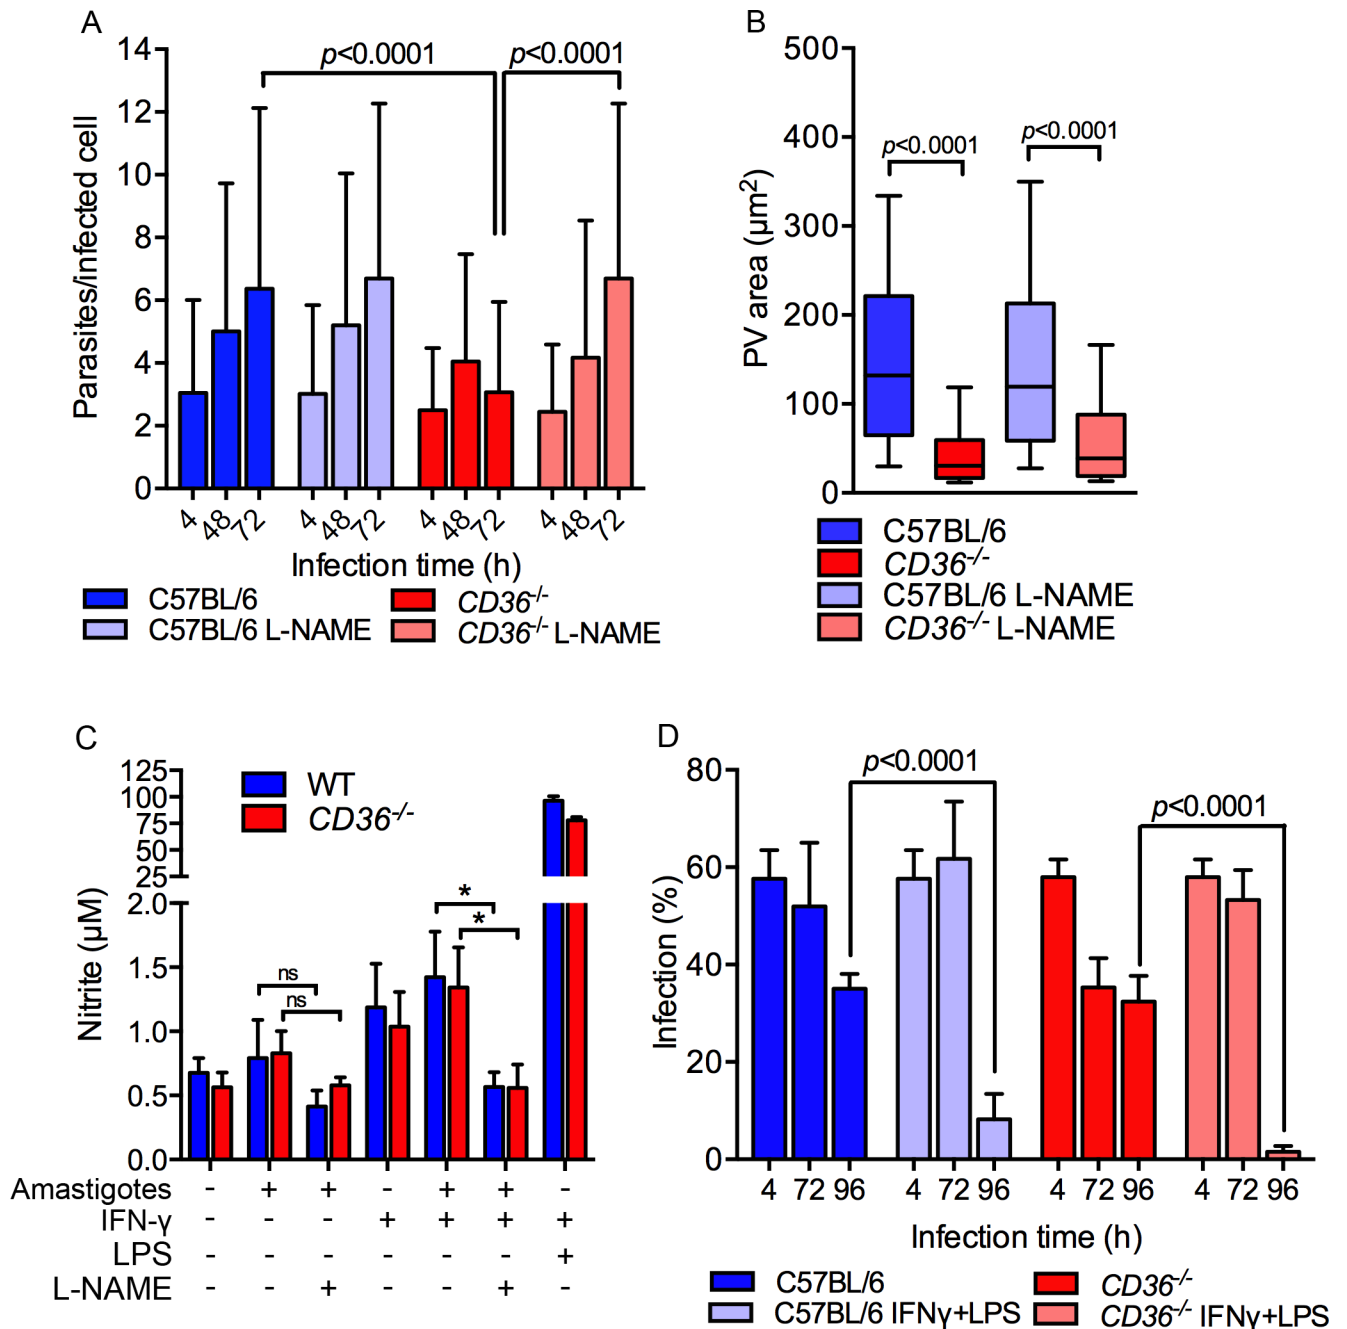 A
14
12
10
8
6
4
2
0
Parasites/infected cell
p<0.0001
p<0.0001
4 48 72 4 48 72 4 48 72 4 48 72
Infection time (h)
C57BL/6
C57BL/6 L-NAME
CD36-/-
CD36-/- L-NAME
B
500
400
300
200
100
0
PV area (µm2)
p<0.0001
p<0.0001
C57BL/6
CD36-/-
C57BL/6 L-NAME
CD36-/- L-NAME
C
125
100
75
50
25
2.0
1.5
1.0
0.5
0.0
Nitrite (µM)
WT
CD36-/-
ns
ns
*
*
Amastigotes - + + - + + -
IFN-γ - - - + + + +
LPS - - - - - - +
L-NAME - - + - - + -
D
80
60
40
20
0
Infection (%)
p<0.0001
p<0.0001
4 72 96 4 72 96 4 72 96 4 72 96
Infection time (h)
C57BL/6
C57BL/6 IFNγ+LPS
CD36-/-
CD36-/- IFNγ+LPS